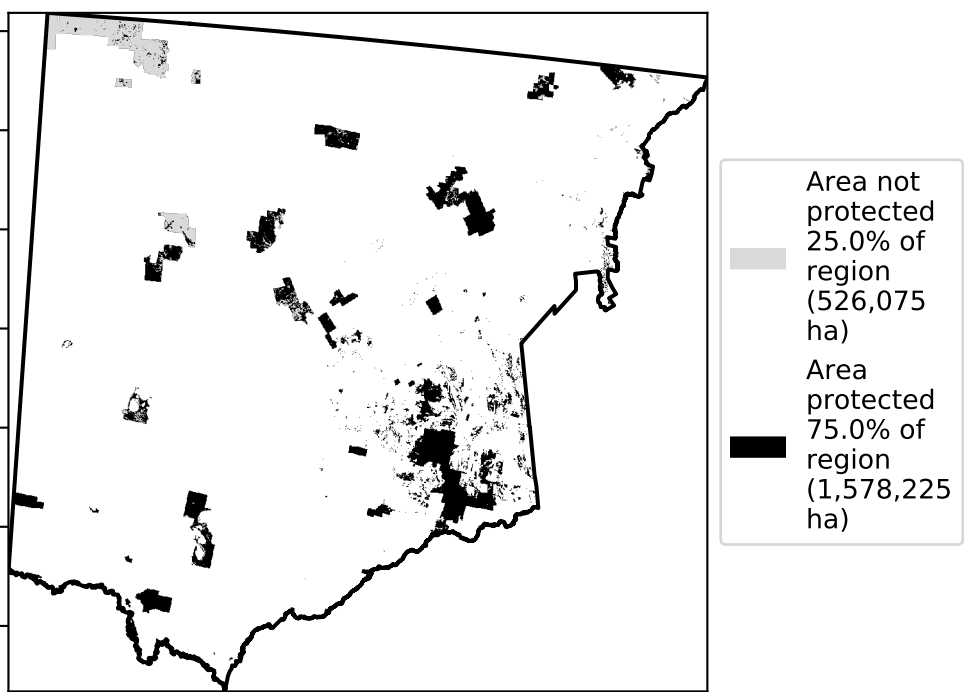 Area not
protected
25.0% of
region
(526,075
ha)
Area
protected
75.0% of
region
(1,578,225
ha)